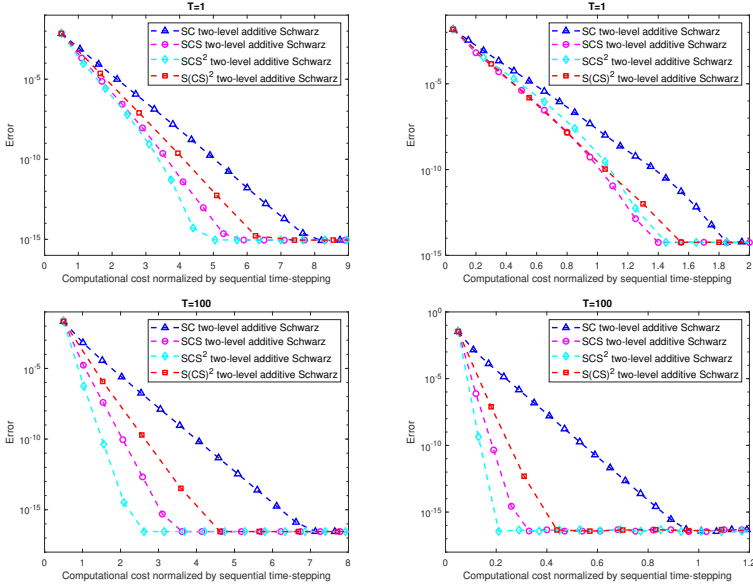 T=1
SC two-level additive Schwarz
SCS two-level additive Schwarz
SCS² two-level additive Schwarz
S(CS)² two-level additive Schwarz
Error
10⁻⁵
10⁻¹⁰
10⁻¹⁵
0 1 2 3 4 5 6 7 8 9
Computational cost normalized by sequential time-stepping
T=1
SC two-level additive Schwarz
SCS two-level additive Schwarz
SCS² two-level additive Schwarz
S(CS)² two-level additive Schwarz
Error
10⁻⁵
10⁻¹⁰
10⁻¹⁵
0 0.2 0.4 0.6 0.8 1 1.2 1.4 1.6 1.8 2
Computational cost normalized by sequential time-stepping
T=100
SC two-level additive Schwarz
SCS two-level additive Schwarz
SCS² two-level additive Schwarz
S(CS)² two-level additive Schwarz
Error
10⁻⁵
10⁻¹⁰
10⁻¹⁵
0 1 2 3 4 5 6 7 8
Computational cost normalized by sequential time-stepping
T=100
SC two-level additive Schwarz
SCS two-level additive Schwarz
SCS² two-level additive Schwarz
S(CS)² two-level additive Schwarz
Error
10⁰
10⁻⁵
10⁻¹⁰
10⁻¹⁵
0 0.2 0.4 0.6 0.8 1 1.2
Computational cost normalized by sequential time-stepping